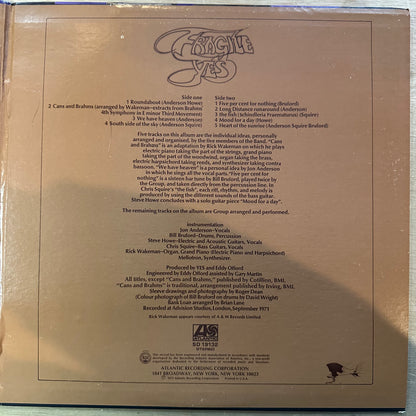 FRAGILE
YES
Side one
1 Roundabout (Anderson Howe)
2 Cans and Brahms (arranged by Wakeman–extracts from Brahms'
4th Symphony in E minor Third Movement)
3 We have heaven (Anderson)
4 South side of the sky (Anderson Squire)
Side two
1 Five per cent for nothing (Bruford)
2 Long Distance runaround (Anderson)
3 the fish (Schindleria Praematurus) (Squire)
4 Mood for a day (Howe)
5 Heart of the sunrise (Anderson Squire Bruford)
Five tracks on this album are the individual ideas, personally
arranged and organised, by the five members of the Band. "Cans and
Brahms" is an adaptation by Rick Wakeman on which he plays
electric piano taking the part of the strings, grand piano
taking the part of the woodwind, organ taking the brass,
electric harpsichord taking reeds, and synthesizer taking contra
bassoon. "We have heaven" is a personal idea by Jon Anderson
in which he sings all the vocal parts. "Five per cent for
nothing" is a sixteen bar tune by Bill Bruford, played twice by
the Group, and taken directly from the percussion line. In
Chris Squire's "the fish", each riff, rhythm, and melody is
produced by using the different sounds of the bass guitar.
Steve Howe concludes with a solo guitar piece "Mood for a day".
The remaining tracks on the album are Group arranged and performed.
instrumentation
Jon Anderson–Vocals
Bill Bruford–Drums, Percussion
Steve Howe–Electric and Acoustic Guitars, Vocals
Chris Squire–Bass Guitars, Vocals
Rick Wakeman–Organ, Grand Piano (Electric Piano and Harpsichord)
Mellotron, Synthesizer.
Produced by YES and Eddy Offord
Engineered by Eddy Offord assisted by Gary Martin
All titles, except "Cans and Brahms," published by Cotillion, BMI.
"Cans and Brahms" is traditional, arrangement published by Irving, BMI.
Sleeve drawings and photography by Roger Dean
(Colour photograph of Bill Bruford on drums by David Wright)
Bank Loan arranged by Brian Lane
Recorded at Advision Studios, London, September 1971
Rick Wakeman appears courtesy of A & M Records Limited
ATLANTIC
SD 19132
STEREO
ATLANTIC RECORDING CORPORATION
1841 BROADWAY, NEW YORK, NEW YORK 10023
Printed in U.S.A.